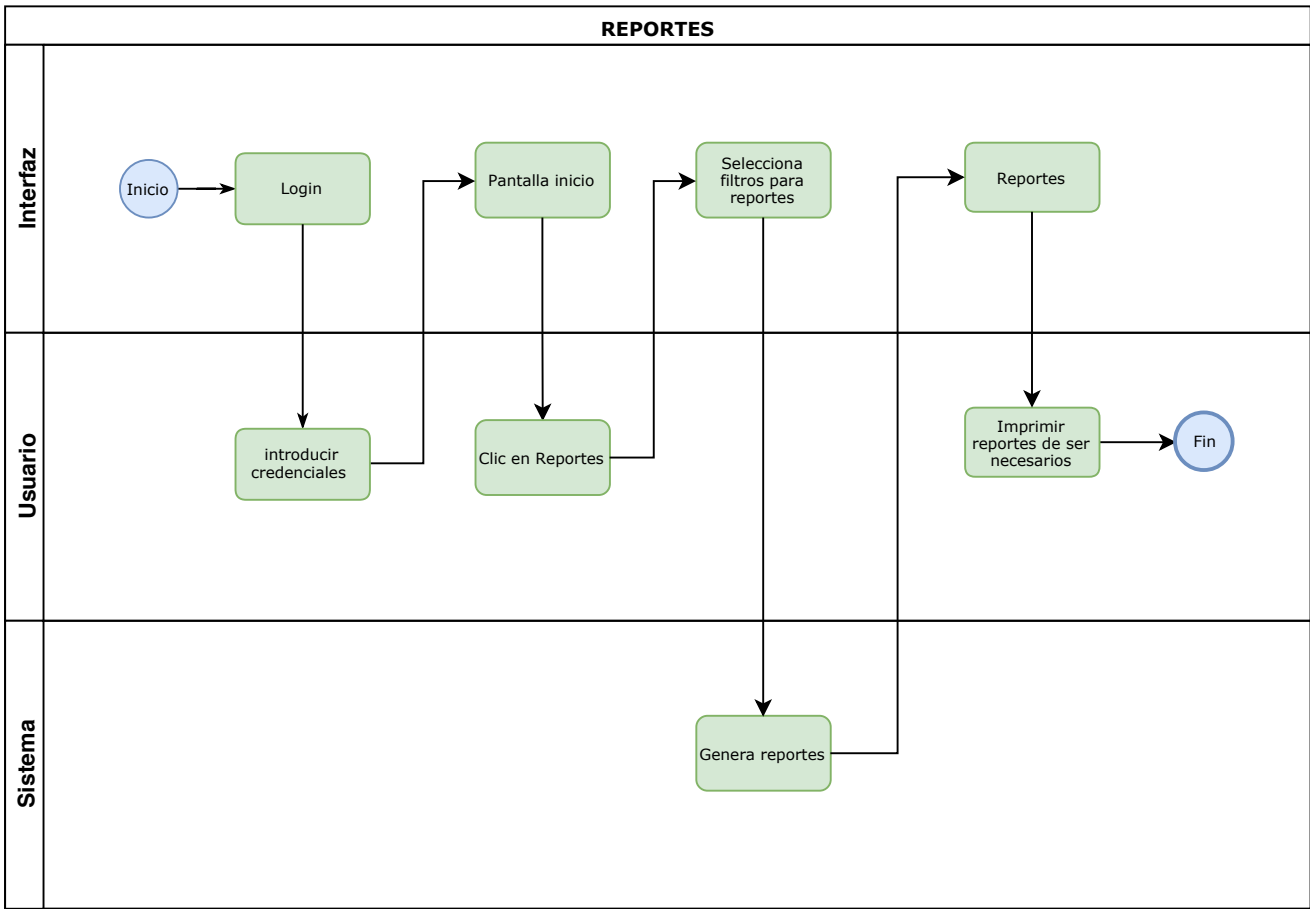 REPORTES
Interfaz
Inicio
Login
Pantalla inicio
Selecciona
filtros para
reportes
Reportes
Usuario
introducir
credenciales
Clic en Reportes
Imprimir
reportes de ser
necesarios
Fin
Sistema
Genera reportes